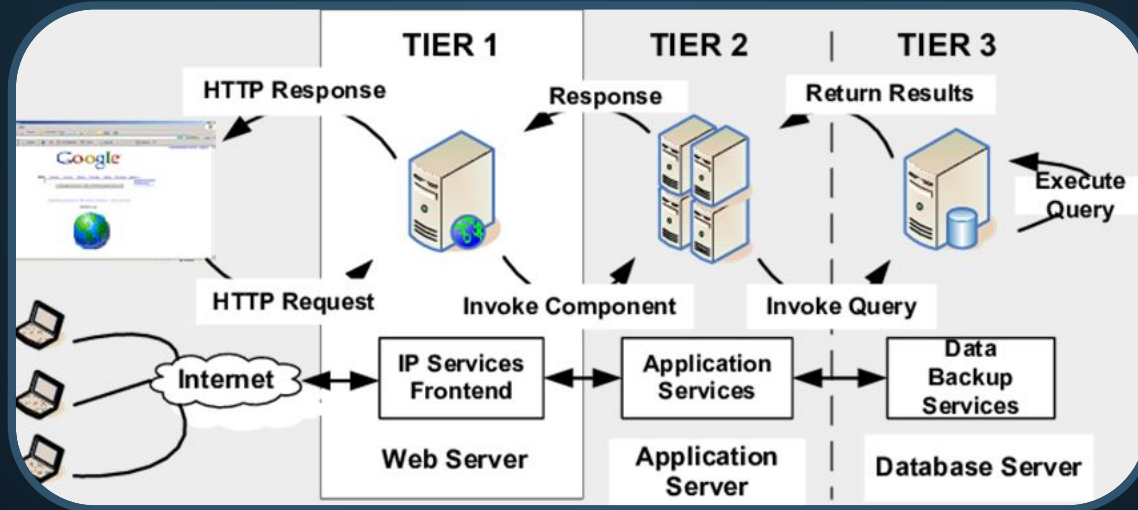 TIER 1
TIER 2
TIER 3
HTTP Response
Response
Return Results
Google
Execute
Query
HTTP Request
Invoke Component
Invoke Query
Internet
IP Services
Frontend
Application
Services
Data
Backup
Services
Web Server
Application
Server
Database Server